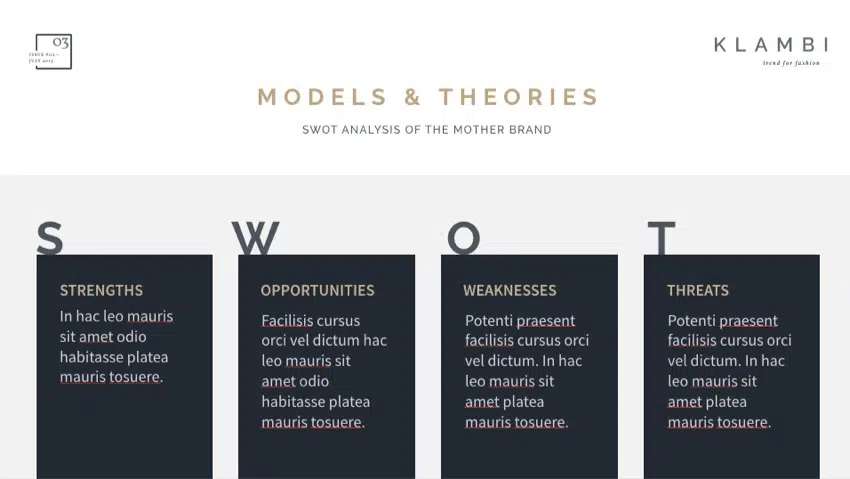 03
ISSUE N02—
JULY 2015
KLAMBI
trend for fashion
MODELS & THEORIES
SWOT ANALYSIS OF THE MOTHER BRAND
S
W
O
T
STRENGTHS
In hac leo mauris
sit amet odio
habitasse platea
mauris tosuere.
OPPORTUNITIES
Facilisis cursus
orci vel dictum hac
leo mauris sit
amet odio
habitasse platea
mauris tosuere.
WEAKNESSES
Potenti praesent
facilisis cursus orci
vel dictum. In hac
leo mauris sit
amet platea
mauris tosuere.
THREATS
Potenti praesent
facilisis cursus orci
vel dictum. In hac
leo mauris sit
amet platea
mauris tosuere.